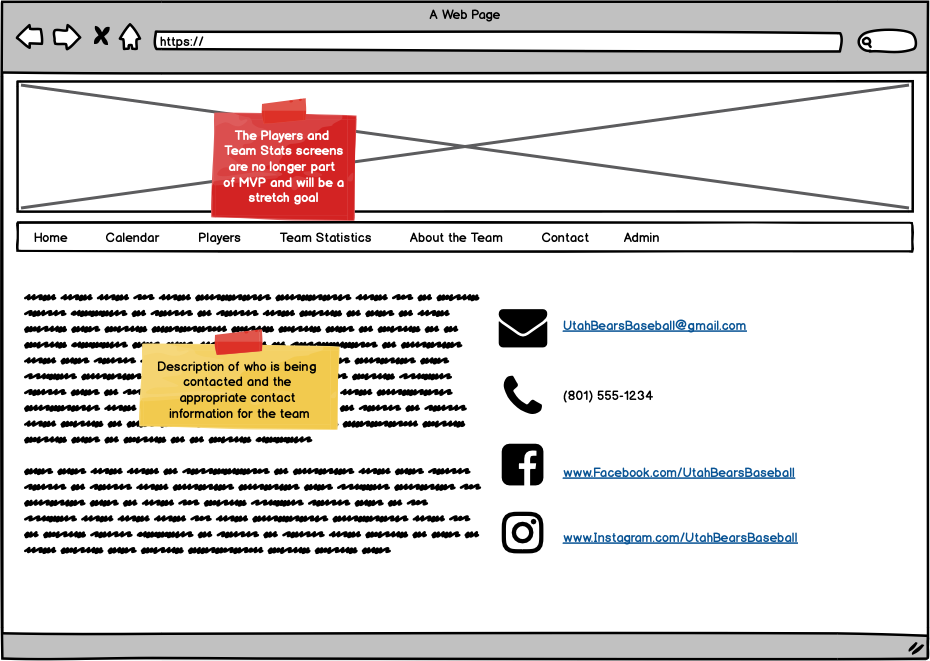 A Web Page
https://
The Players and
Team Stats screens
are no longer part
of MVP and will be a
stretch goal
Home Calendar Players Team Statistics About the Team Contact Admin
Description of who is being
contacted and the
appropriate contact
information for the team
UtahBearsBaseball@gmail.com
(801) 555-1234
www.Facebook.com/UtahBearsBaseball
www.Instagram.com/UtahBearsBaseball